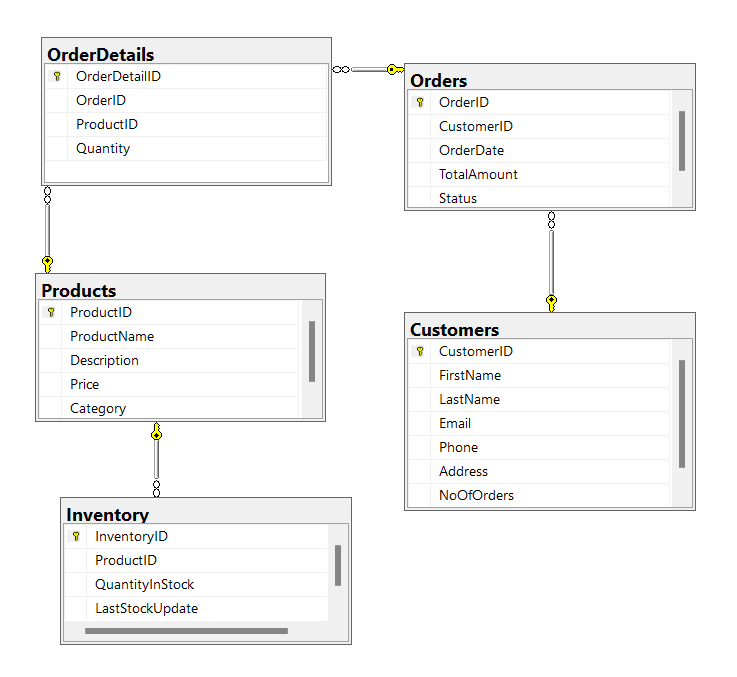 OrderDetails
OrderDetailID
OrderID
ProductID
Quantity
Orders
OrderID
CustomerID
OrderDate
TotalAmount
Status
Products
ProductID
ProductName
Description
Price
Category
Customers
CustomerID
FirstName
LastName
Email
Phone
Address
NoOfOrders
Inventory
InventoryID
ProductID
QuantityInStock
LastStockUpdate